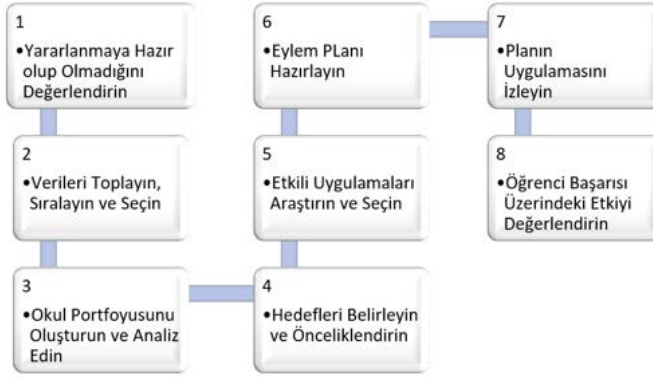 1
•Yararlanmaya Hazır
olup Olmadığını
Değerlendirin
2
•Verileri Toplayın,
Sıralayın ve Seçin
3
•Okul Portfoyusunu
Oluşturun ve Analiz
Edin
4
•Hedefleri Belirleyin
ve Önceliklendirin
5
•Etkili Uygulamaları
Araştırın ve Seçin
6
•Eylem PLanı
Hazırlayın
7
•Planın
Uygulamasını
İzleyin
8
•Öğrenci Başarısı
Üzerindeki Etkiyi
Değerlendirin